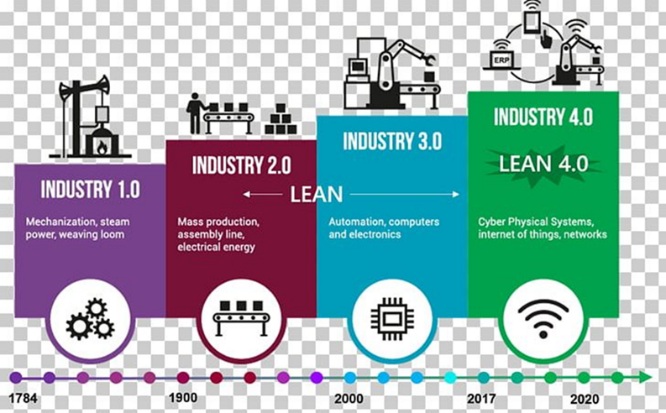 ERP
INDUSTRY 1.0
Mechanization, steam
power, weaving loom
INDUSTRY 2.0
LEAN
Mass production,
assembly line,
electrical energy
INDUSTRY 3.0
Automation, computers
and electronics
INDUSTRY 4.0
LEAN 4.0
Cyber Physical Systems,
internet of things, networks
1784
1900
2000
2017
2020